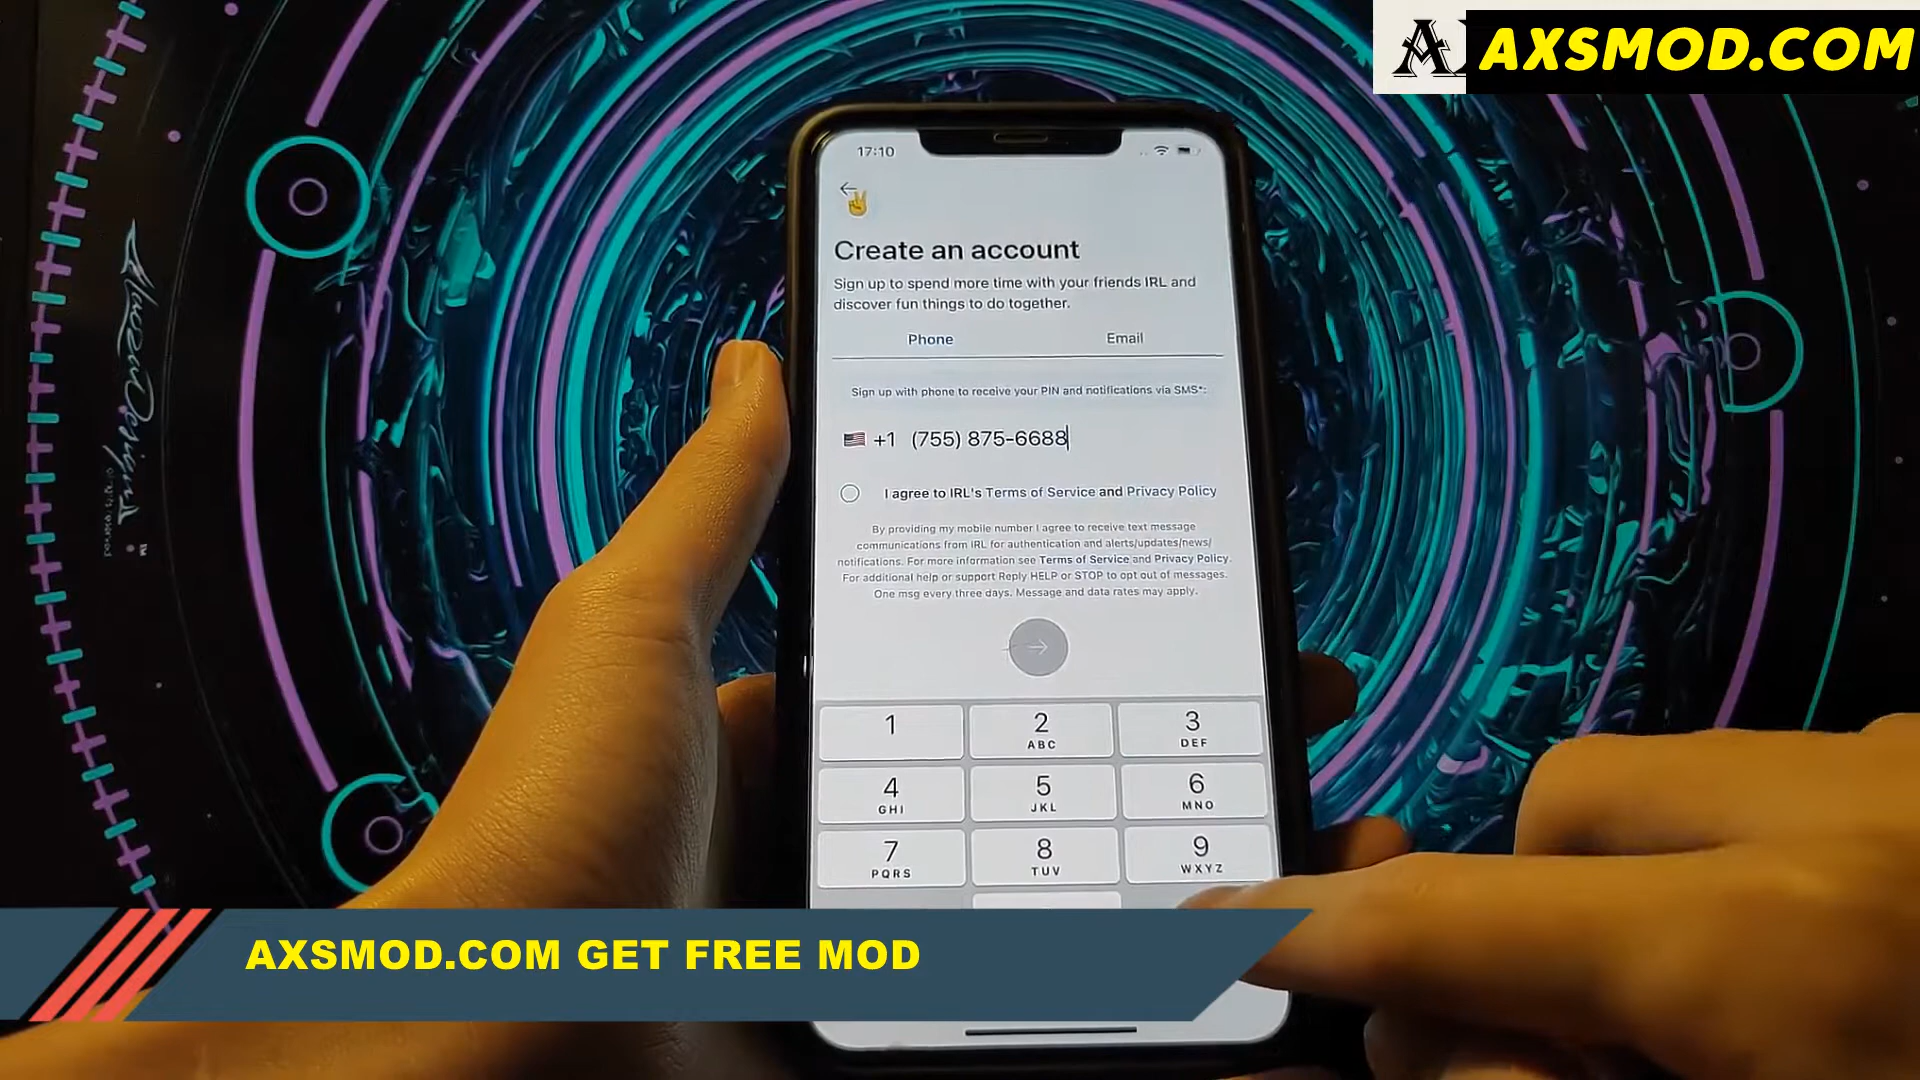 AXSMOD.COM
17:10
Create an account
Sign up to spend more time with your friends IRL and
discover fun things to do together.
Phone Email
Sign up with phone to receive your PIN and notifications via SMS*:
+1 (755) 875-6688
I agree to IRL's Terms of Service and Privacy Policy
By providing my mobile number I agree to receive text message
communications from IRL for authentication and alerts/updates/news/
notifications. For more information see Terms of Service and Privacy Policy.
For additional help or support Reply HELP or STOP to opt out of messages.
One msg every three days. Message and data rates may apply.
1 2 3
ABC DEF
4 5 6
GHI JKL MNO
7 8 9
PQRS TUV WXYZ
AXSMOD.COM GET FREE MOD